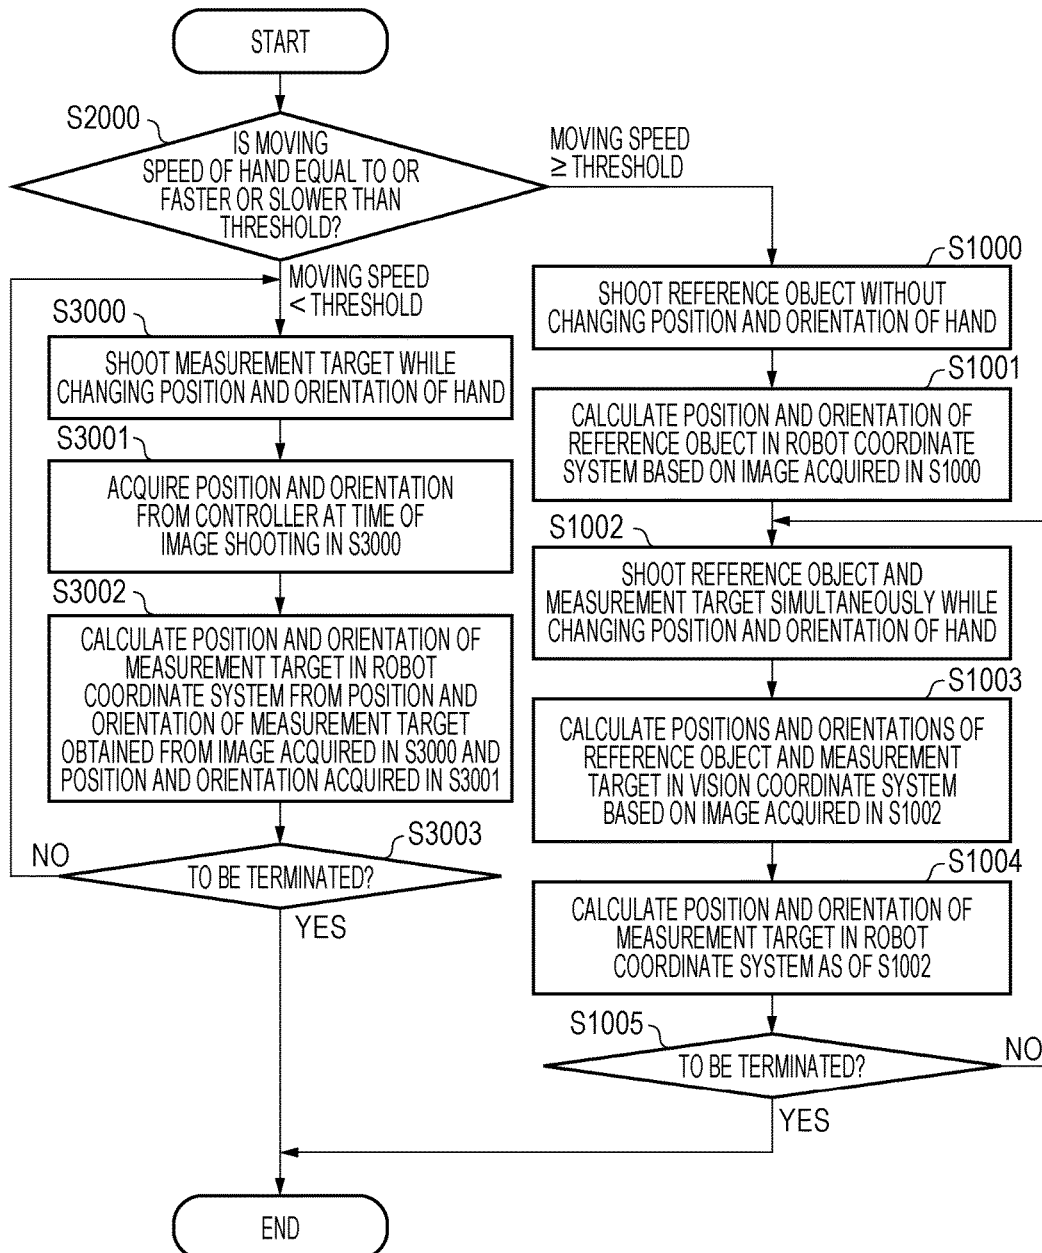 START
S2000
IS MOVING
SPEED OF HAND EQUAL TO OR
FASTER OR SLOWER THAN
THRESHOLD?
MOVING SPEED
≥ THRESHOLD
MOVING SPEED
< THRESHOLD
S3000
SHOOT MEASUREMENT TARGET WHILE
CHANGING POSITION AND ORIENTATION OF HAND
S3001
ACQUIRE POSITION AND ORIENTATION
FROM CONTROLLER AT TIME OF
IMAGE SHOOTING IN S3000
S3002
CALCULATE POSITION AND ORIENTATION OF
MEASUREMENT TARGET IN ROBOT
COORDINATE SYSTEM FROM POSITION AND
ORIENTATION OF MEASUREMENT TARGET
OBTAINED FROM IMAGE ACQUIRED IN S3000 AND
POSITION AND ORIENTATION ACQUIRED IN S3001
S3003
NO
TO BE TERMINATED?
YES
S1000
SHOOT REFERENCE OBJECT WITHOUT
CHANGING POSITION AND ORIENTATION OF HAND
S1001
CALCULATE POSITION AND ORIENTATION OF
REFERENCE OBJECT IN ROBOT COORDINATE
SYSTEM BASED ON IMAGE ACQUIRED IN S1000
S1002
SHOOT REFERENCE OBJECT AND
MEASUREMENT TARGET SIMULTANEOUSLY WHILE
CHANGING POSITION AND ORIENTATION OF HAND
S1003
CALCULATE POSITIONS AND ORIENTATIONS OF
REFERENCE OBJECT AND MEASUREMENT
TARGET IN VISION COORDINATE SYSTEM
BASED ON IMAGE ACQUIRED IN S1002
S1004
CALCULATE POSITION AND ORIENTATION OF
MEASUREMENT TARGET IN ROBOT
COORDINATE SYSTEM AS OF S1002
S1005
TO BE TERMINATED?
NO
YES
END